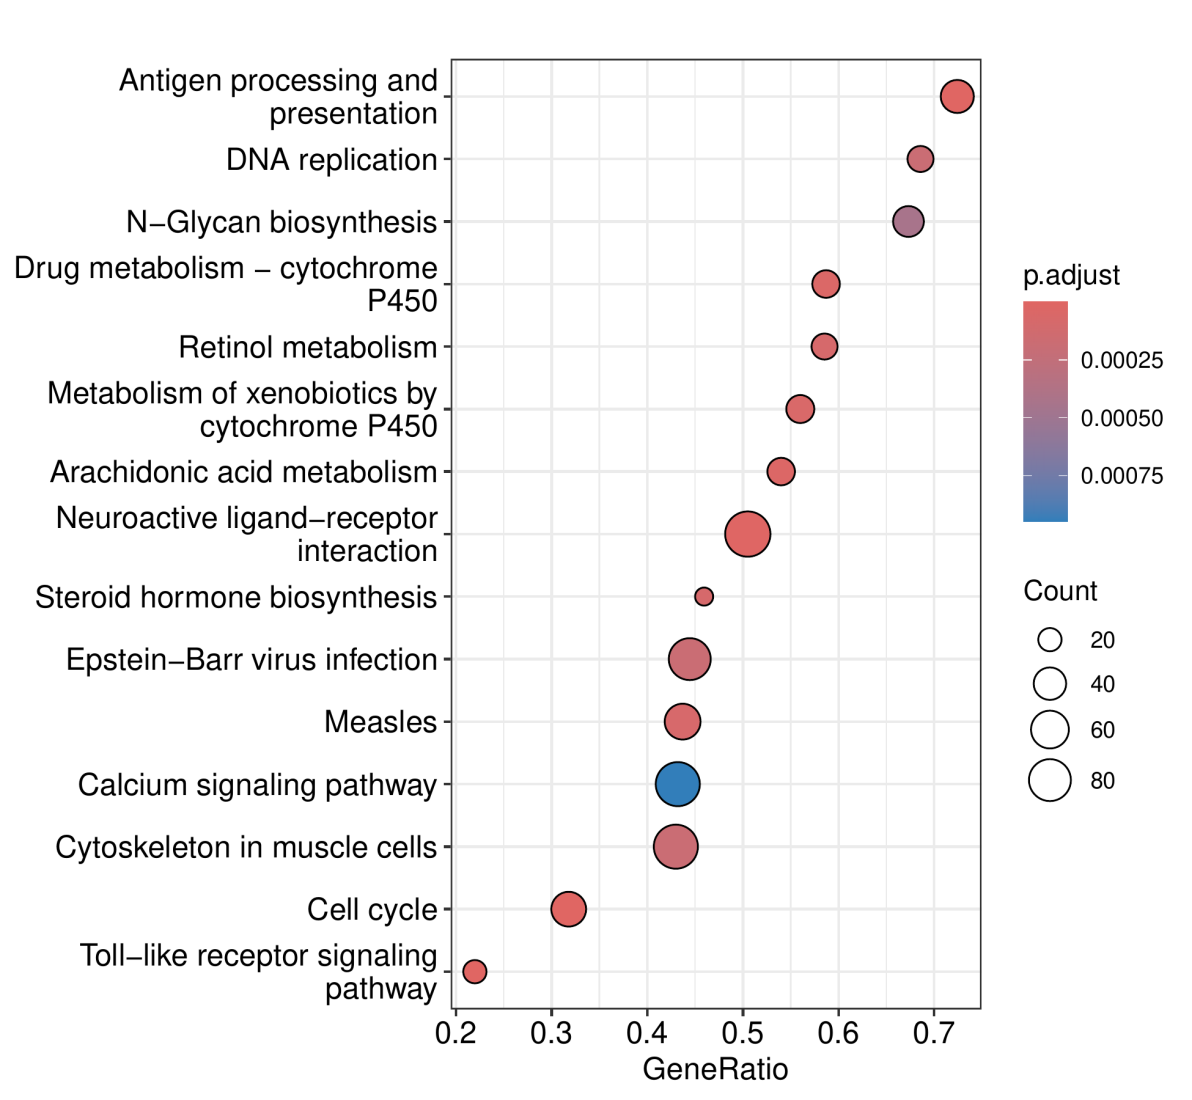 Antigen processing and
presentation
DNA replication
N−Glycan biosynthesis
Drug metabolism − cytochrome
P450
Retinol metabolism
Metabolism of xenobiotics by
cytochrome P450
Arachidonic acid metabolism
Neuroactive ligand−receptor
interaction
Steroid hormone biosynthesis
Epstein−Barr virus infection
Measles
Calcium signaling pathway
Cytoskeleton in muscle cells
Cell cycle
Toll−like receptor signaling
pathway
0.2 0.3 0.4 0.5 0.6 0.7
GeneRatio
p.adjust
0.00025
0.00050
0.00075
Count
20
40
60
80